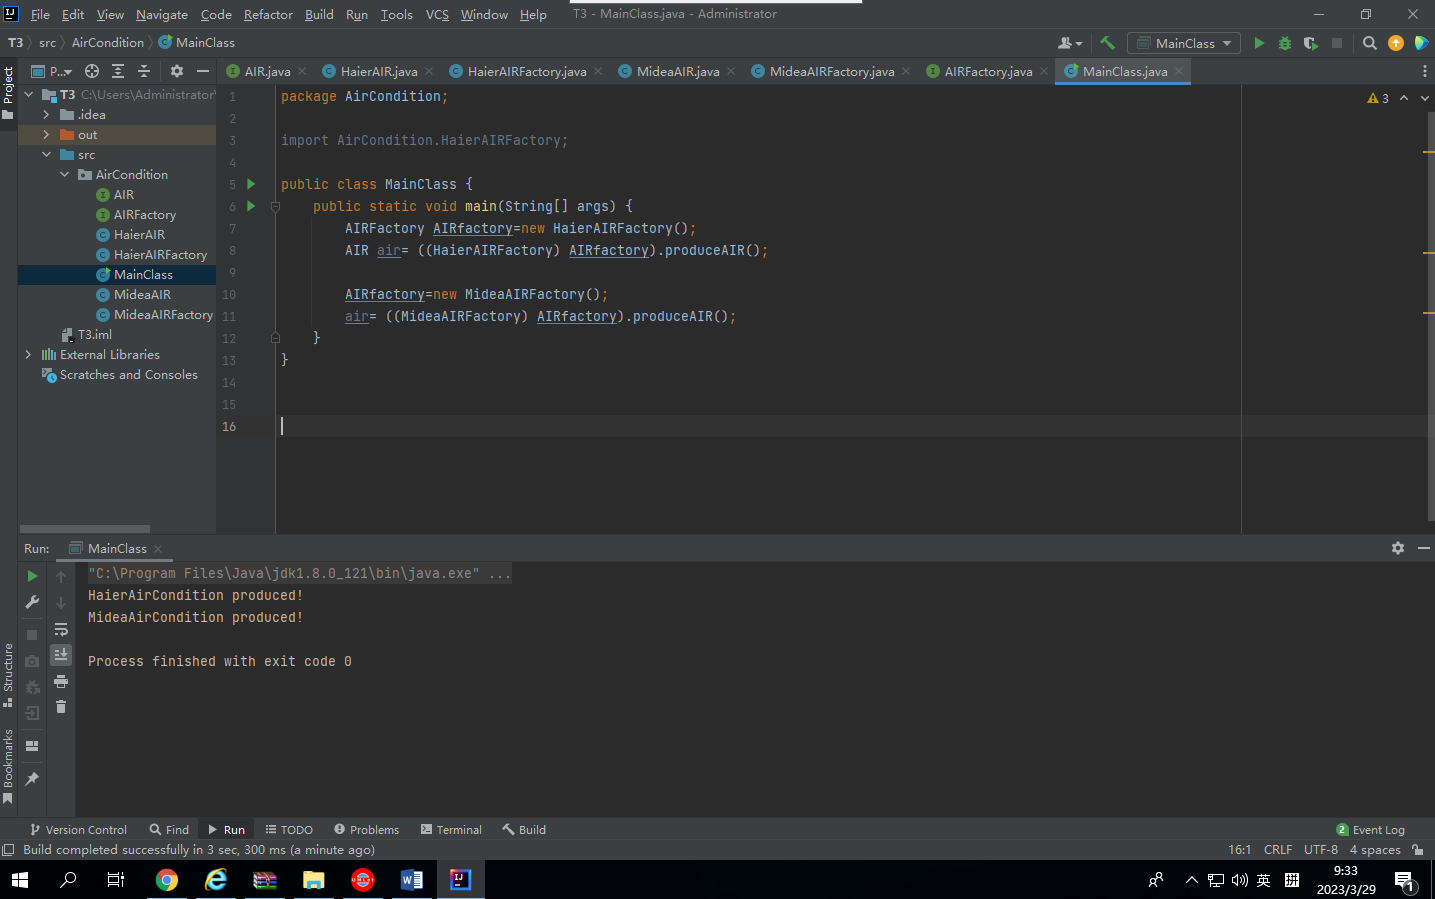 File Edit View Navigate Code Refactor Build Run Tools VCS Window Help T3 - MainClass.java - Administrator
T3 src AirCondition MainClass
MainClass
Project
P...
AIR.java HaierAIR.java HaierAIRFactory.java MideaAIR.java MideaAIRFactory.java AIRFactory.java MainClass.java
T3 C:\Users\Administrator\
.idea
out
src
AirCondition
AIR
AIRFactory
HaierAIR
HaierAIRFactory
MainClass
MideaAIR
MideaAIRFactory
T3.iml
External Libraries
Scratches and Consoles
3
1 package AirCondition;
2
3 import AirCondition.HaierAIRFactory;
4
5 public class MainClass {
6 public static void main(String[] args) {
7 AIRFactory AIRfactory=new HaierAIRFactory();
8 AIR air= ((HaierAIRFactory) AIRfactory).produceAIR();
9
10 AIRfactory=new MideaAIRFactory();
11 air= ((MideaAIRFactory) AIRfactory).produceAIR();
12 }
13 }
14
15
16
Run: MainClass
"C:\Program Files\Java\jdk1.8.0_121\bin\java.exe" ...
HaierAirCondition produced!
MideaAirCondition produced!
Process finished with exit code 0
Structure
Bookmarks
Version Control Find Run TODO Problems Terminal Build 2 Event Log
Build completed successfully in 3 sec, 300 ms (a minute ago) 16:1 CRLF UTF-8 4 spaces
英 拼 9:33
2023/3/29 1